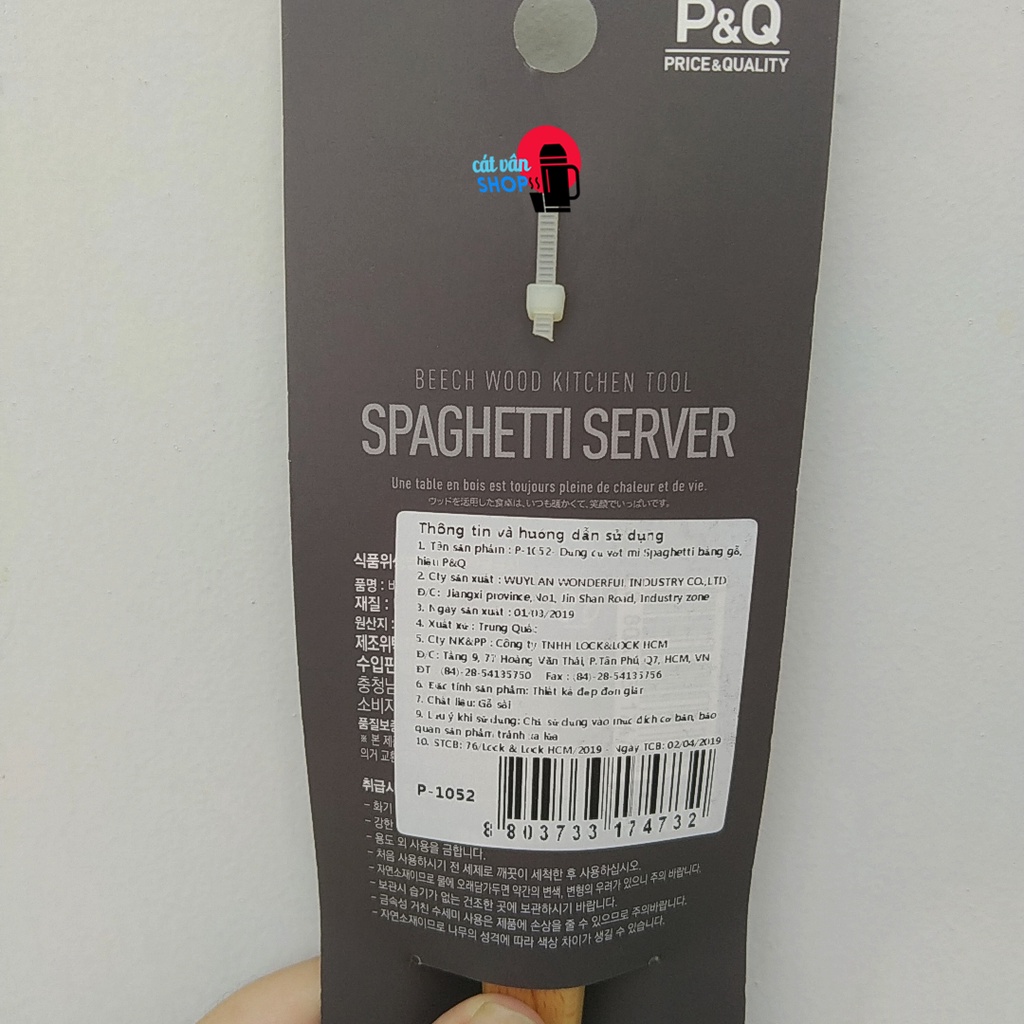 P&Q
PRICE&QUALITY
cát vân
SHOP
BEECH WOOD KITCHEN TOOL
SPAGHETTI SERVER
Une table en bois est toujours pleine de chaleur et de vie.
ウッドを活用した食卓は、いつも暖かくて、笑顔でいっぱいです。
Thông tin và hướng dẫn sử dụng
1. Tên sản phẩm : P-1052- Dụng cụ vớt mì Spaghetti bằng gỗ,
hiệu P&Q
2. Cty sản xuất : WUYLAN WONDERFUL INDUSTRY CO.,LTD
Đ/C: Jiangxi province, No1, Jin Shan Road, Industry zone
3. Ngày sản xuất : 01/03/2019
4. Xuất xứ : Trung Quốc
5. Cty NK&PP : Công ty TNHH LOCK&LOCK HCM
Đ/C: Tầng 9, 77 Hoàng Văn Thái, P.Tân Phú, Q7, HCM, VN
ĐT (84)-28-54135750 Fax : (84)-28-54135756
6. Đặc tính sản phẩm: Thiết kế đẹp đơn giản
7. Chất liệu: Gỗ sồi
9. Lưu ý khi sử dụng: Chỉ sử dụng vào mục đích cơ bản, bảo
quản sản phẩm tránh xa lửa
10. STCB: 76/Lock & Lock HCM/2019 - Ngày TCB: 02/04/2019
P-1052
8 803733 174732
식품위
품명 :
재질 :
원산지 :
제조위
수입판
충청남
소비자
품질보증
※ 본 제
의거 교환
취급시
- 화기
- 강한
- 용도 외 사용을 금합니다.
- 처음 사용하시기 전 세제로 깨끗이 세척한 후 사용하십시오.
- 자연소재이므로 물에 오래담가두면 약간의 변색, 변형의 우려가 있으니 주의 바랍니다.
- 보관시 습기가 없는 건조한 곳에 보관하시기 바랍니다.
- 금속성 거친 수세미 사용은 제품에 손상을 줄 수 있으므로 주의바랍니다.
- 자연소재이므로 나무의 성격에 따라 색상 차이가 생길 수 있습니다.